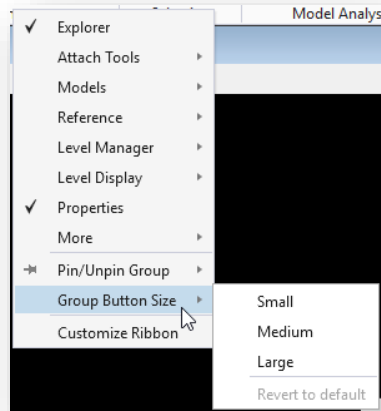 Model Analys
Explorer
Attach Tools
Models
Reference
Level Manager
Level Display
Properties
More
Pin/Unpin Group
Group Button Size
Customize Ribbon
Small
Medium
Large
Revert to default